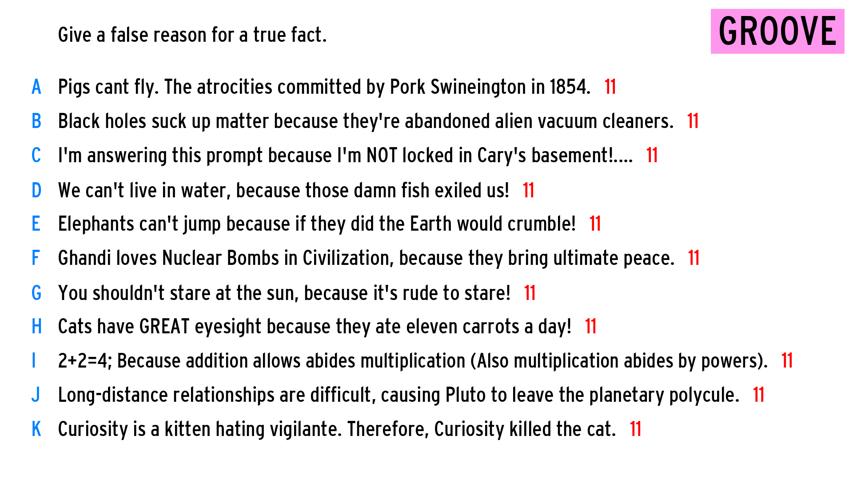 Give a false reason for a true fact.
GROOVE
A Pigs cant fly. The atrocities committed by Pork Swineington in 1854. 11
B Black holes suck up matter because they're abandoned alien vacuum cleaners. 11
C I'm answering this prompt because I'm NOT locked in Cary's basement!.... 11
D We can't live in water, because those damn fish exiled us! 11
E Elephants can't jump because if they did the Earth would crumble! 11
F Ghandi loves Nuclear Bombs in Civilization, because they bring ultimate peace. 11
G You shouldn't stare at the sun, because it's rude to stare! 11
H Cats have GREAT eyesight because they ate eleven carrots a day! 11
I 2+2=4; Because addition allows abides multiplication (Also multiplication abides by powers). 11
J Long-distance relationships are difficult, causing Pluto to leave the planetary polycule. 11
K Curiosity is a kitten hating vigilante. Therefore, Curiosity killed the cat. 11